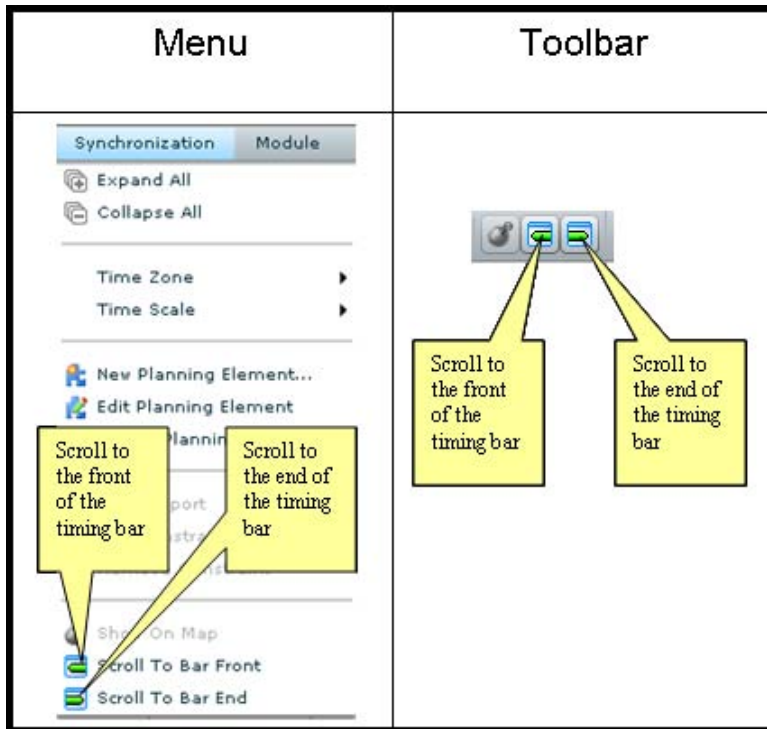 Menu
Toolbar
Synchronization Module
Expand All
Collapse All
Time Zone
Time Scale
New Planning Element...
Edit Planning Element
Scroll to
the front
of the
timing bar
Scroll to
the end of
the timing
bar
Show On Map
Scroll To Bar Front
Scroll To Bar End
Scroll to
the front
of the
timing bar
Scroll to
the end of
the timing
bar